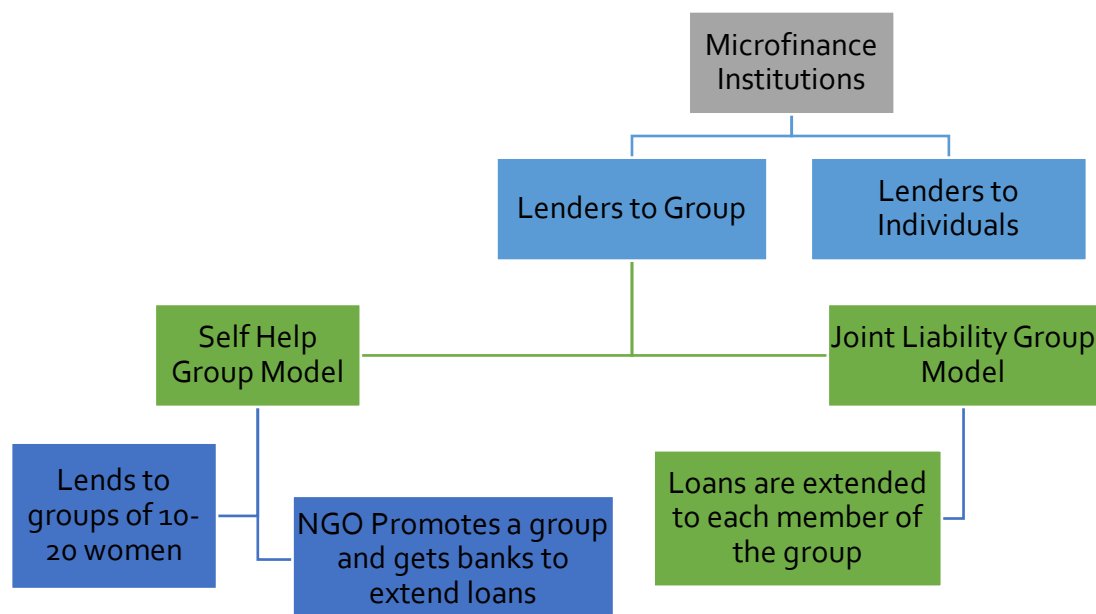 Microfinance
Institutions
Lenders to Group
Lenders to
Individuals
Self Help
Group Model
Joint Liability Group
Model
Lends to
groups of 10-
20 women
NGO Promotes a group
and gets banks to
extend loans
Loans are extended
to each member of
the group